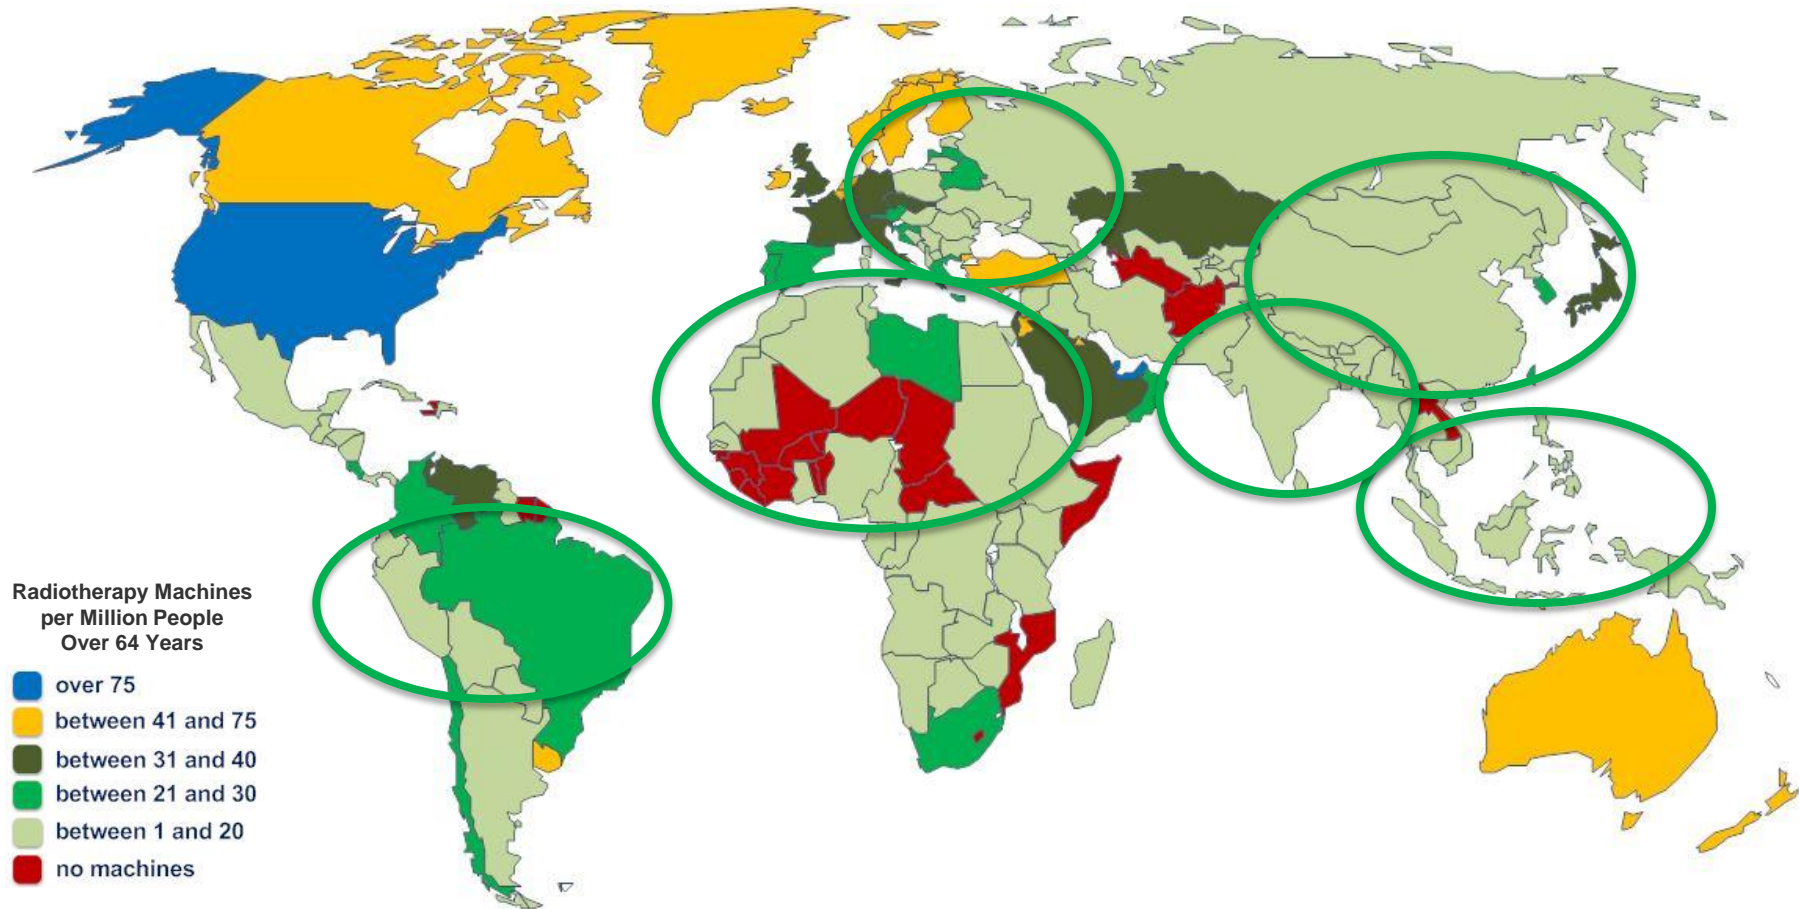 Radiotherapy Machines
per Million People
Over 64 Years
over 75
between 41 and 75
between 31 and 40
between 21 and 30
between 1 and 20
no machines